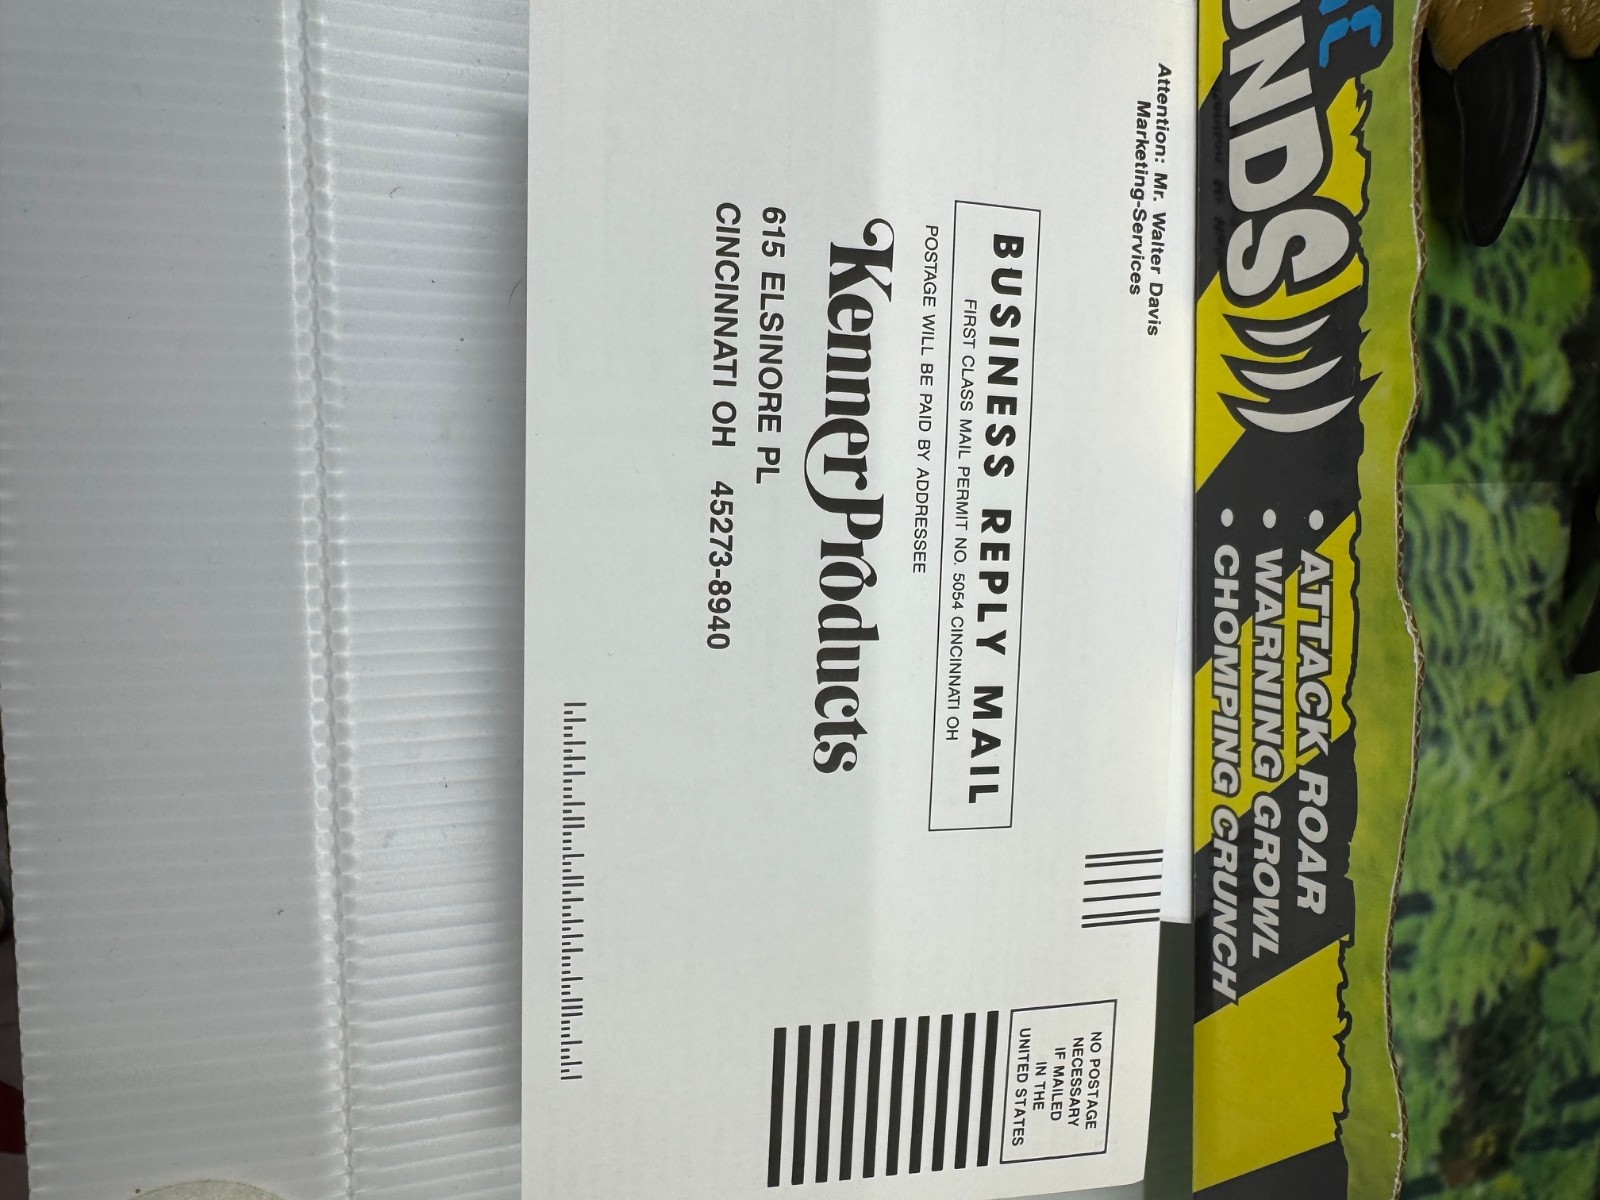 Attention: Mr. Walter Davis
Marketing-Services
NO POSTAGE
NECESSARY
IF MAILED
IN THE
UNITED STATES
BUSINESS REPLY MAIL
FIRST CLASS MAIL PERMIT NO. 5054 CINCINNATI OH
POSTAGE WILL BE PAID BY ADDRESSEE
Kenner Products
615 ELSINORE PL
CINCINNATI OH 45273-8940
• ATTACK ROAR
• WARNING GROWL
• CHOMPING CRUNCH